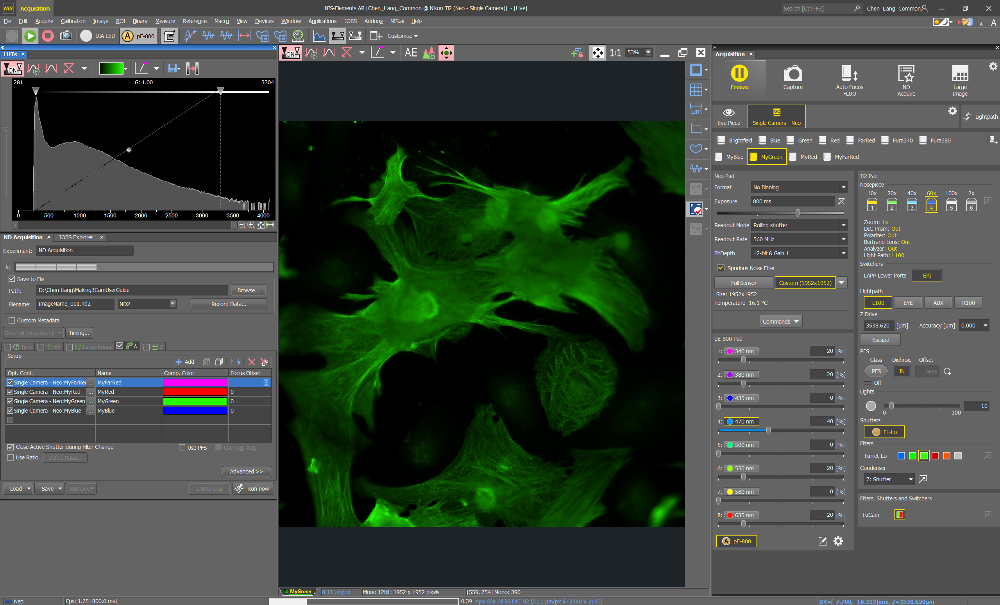 NIS Acquisition NIS-Elements AR [Chen_Liang_Common @ Nikon Ti2 (Neo - Single Camera)] - [Live] Search [Ctrl+F3] Chen_Liang_Common
File Edit Acquire Calibration Image ROI Binary Measure Reference Macro View Devices Window Applications JOBS Addons NIS.ai Help A A
DIA LED A pE-800 Customize
LUTs
ON
281 G: 1.00 3304
0 500 1000 1500 2000 2500 3000 3500 4000
ND Acquisition JOBS Explorer
Experiment: ND Acquisition
λ:
Save to File
Path: D:\Chen Liang\Making3CamUserGuide Browse...
Filename: ImageName_001.nd2 ND2 Record Data...
Custom Metadata
Order of Experiment Timing...
Time XY Large Image λ Z
Setup
Add
Opt. Conf. Name Comp. Color Focus Offset
Single Camera - Neo:MyFarRec ... MyFarRed
Single Camera - Neo:MyRed ... MyRed 0
Single Camera - Neo:MyGreen ... MyGreen 0
Single Camera - Neo:MyBlue ... MyBlue 0
Close Active Shutter during Filter Change Use PFS Use Trig. Acq.
Use Ratio Define Ratio...
Advanced >>
Load Save Remove 1 time loop Run now
ON AE 1:1 53%
µm
MyGreen 0.11 µm/px Mono 12bit: 1952 x 1952 pixels [559, 754] Mono: 390
Acquisition
Freeze Capture Auto Focus FLUO ND Acquire Large Image
Eye Piece OC Single Camera - Neo Lightpath
Brightfield Blue Green Red FarRed Fura340 Fura380
MyBlue MyGreen MyRed MyFarRed
Neo Pad
Format No Binning
Exposure 800 ms
Readout Mode Rolling shutter
Readout Rate 560 MHz
BitDepth 12-bit & Gain 1
Spurious Noise Filter
Full Sensor Custom (1952x1952)
Size: 1952x1952
Temperature -16.1 °C
Commands
pE-800 Pad
1: 340 nm 20 [%]
2: 380 nm 20 [%]
3: 435 nm 0 [%]
4: 470 nm 40 [%]
5: 500 nm 0 [%]
6: 550 nm 20 [%]
7: 580 nm 0 [%]
8: 635 nm 20 [%]
A pE-800
Ti2 Pad
Nosepiece
10x 20x 40x 60x 100x 2x
1 2 3 4 5 6
Zoom: 1x
DIC Prism: Out
Polarizer: Out
Bertrand Lens: Out
Analyzer: Out
Light Path: L100
Switchers
LAPP Lower Ports EPI
Lightpath
L100 EYE AUX R100
Z Drive
3538.620 [µm] Accuracy [µm]: 0.000
Escape
PFS
Glass Dichroic Offset
PFS IN 7695
Off
Lights
10
0 100
Shutters
FL-Lo
Filters
Turret-Lo
Condenser
7: Shutter
Filters, Shutters and Switchers
TuCam
Neo Fps: 1.25 [800.0 ms] 0.39 Apo 60x Oil λS DIC N2 (0.11 µm/px @ 2560 x 2160) XY=[-7.700, -19.333]mm, Z=3538.620µm